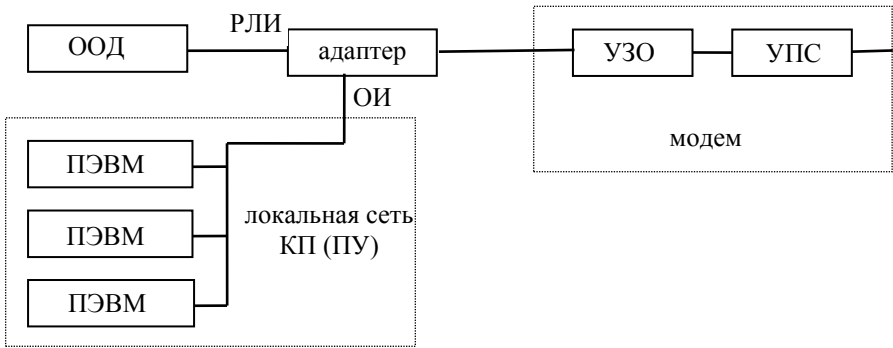 РЛИ
ООД
адаптер
УЗО
УПС
ОИ
модем
ПЭВМ
ПЭВМ
ПЭВМ
локальная сеть
КП (ПУ)